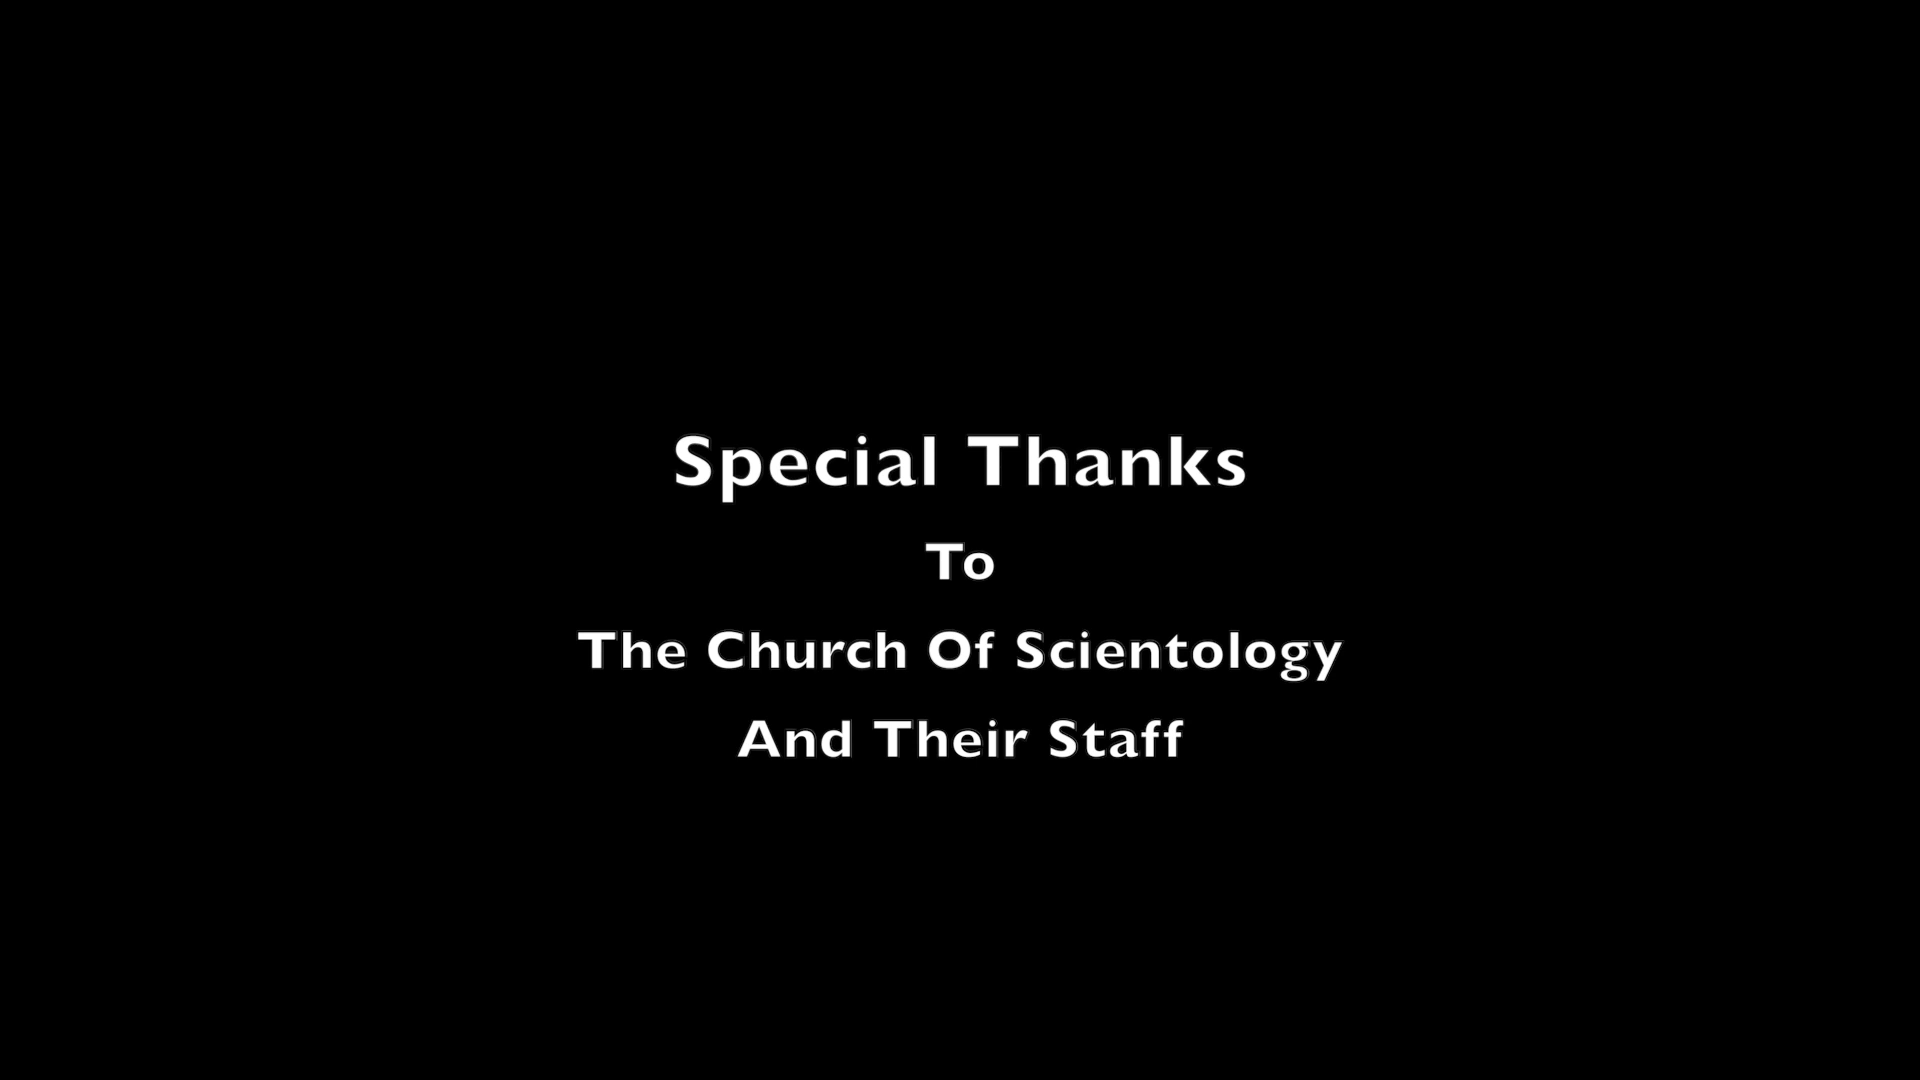 Special Thanks
To
The Church Of Scientology
And Their Staff